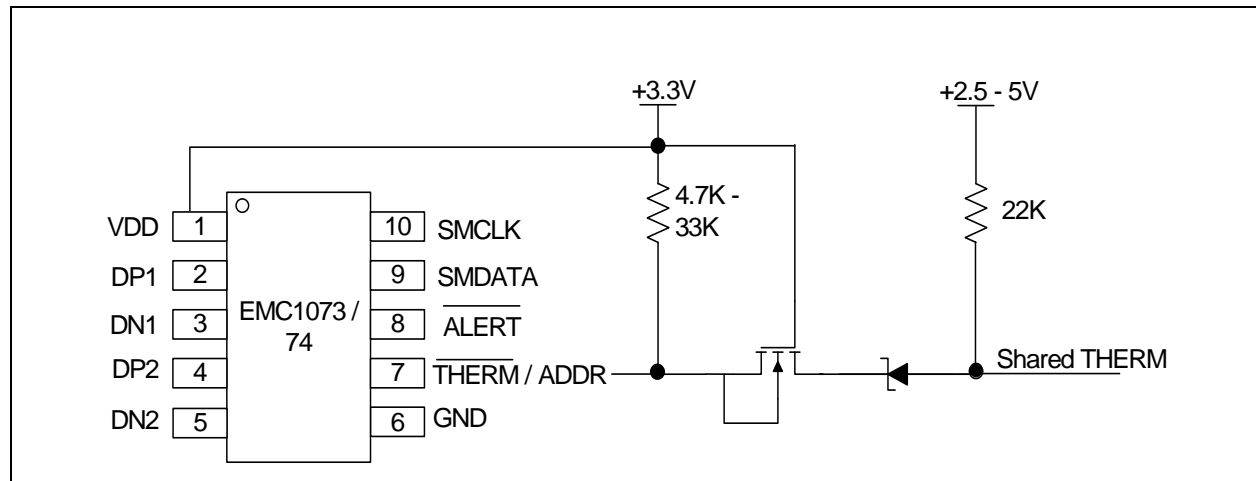 +3.3V
+2.5 - 5V
4.7K -
33K
22K
VDD 1 10 SMCLK
DP1 2 9 SMDATA
DN1 3 8 ALERT
DP2 4 7 THERM / ADDR
DN2 5 6 GND
EMC1073 /
74
Shared THERM